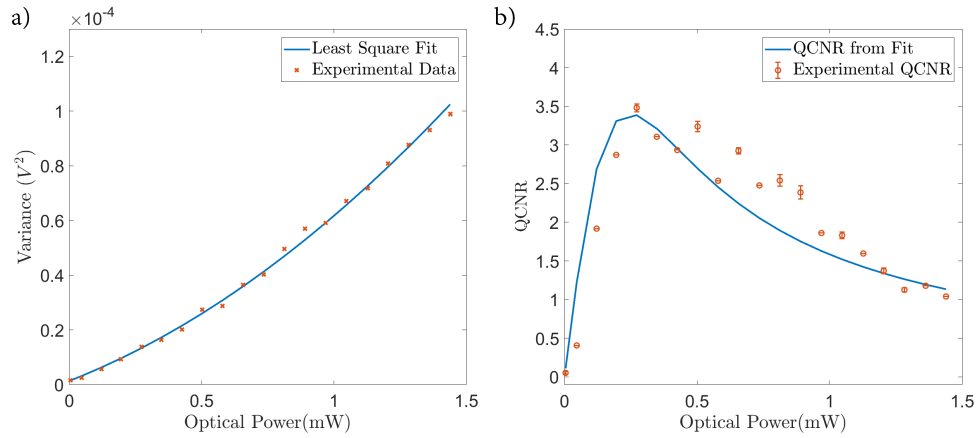 a)
×10⁻⁴
1.2
1
0.8
0.6
0.4
0.2
0
0
0.5
1
1.5
Variance (V²)
Optical Power(mW)
Least Square Fit
Experimental Data
b)
4.5
4
3.5
3
2.5
2
1.5
1
0.5
0
0
0.5
1
1.5
QCNR
Optical Power(mW)
QCNR from Fit
Experimental QCNR